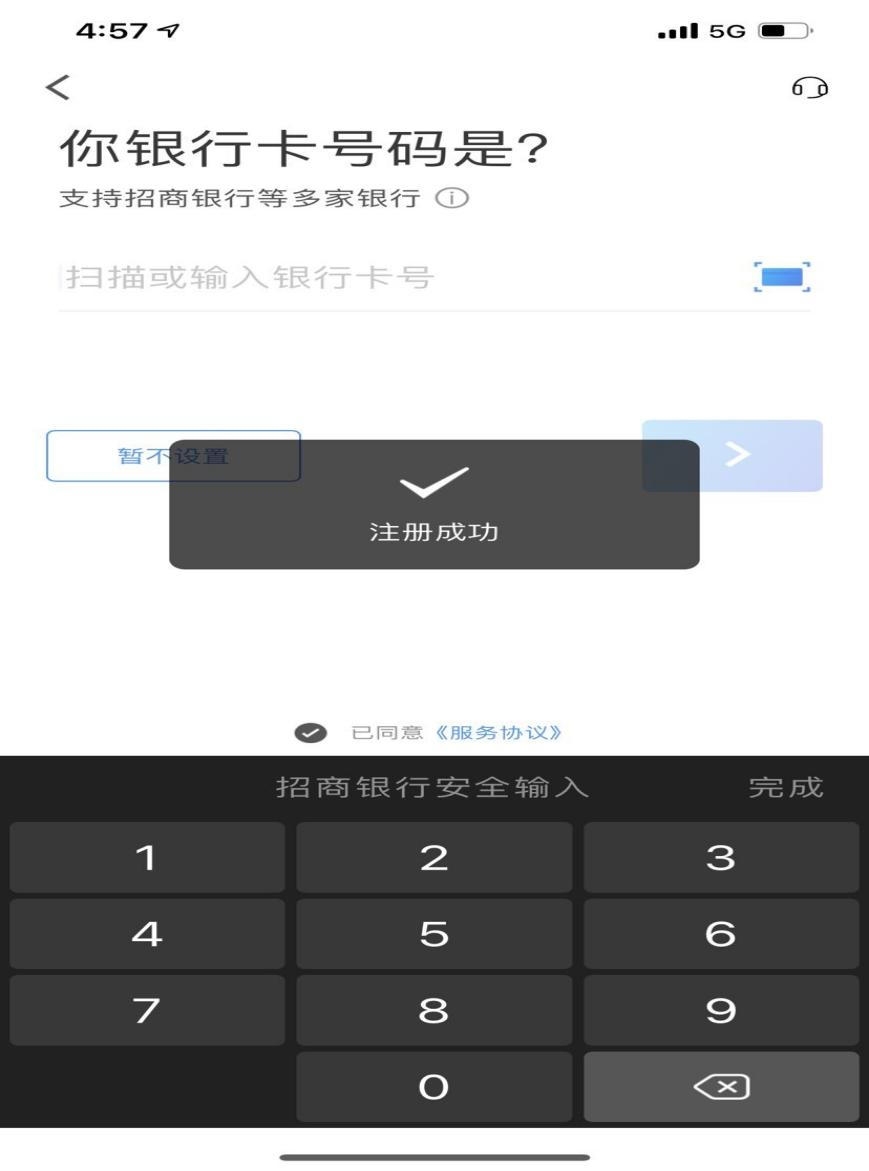 4:57
5G
你银行卡号码是?
支持招商银行等多家银行
扫描或输入银行卡号
暂不设置
注册成功
已同意《服务协议》
招商银行安全输入 完成
1 2 3
4 5 6
7 8 9
0